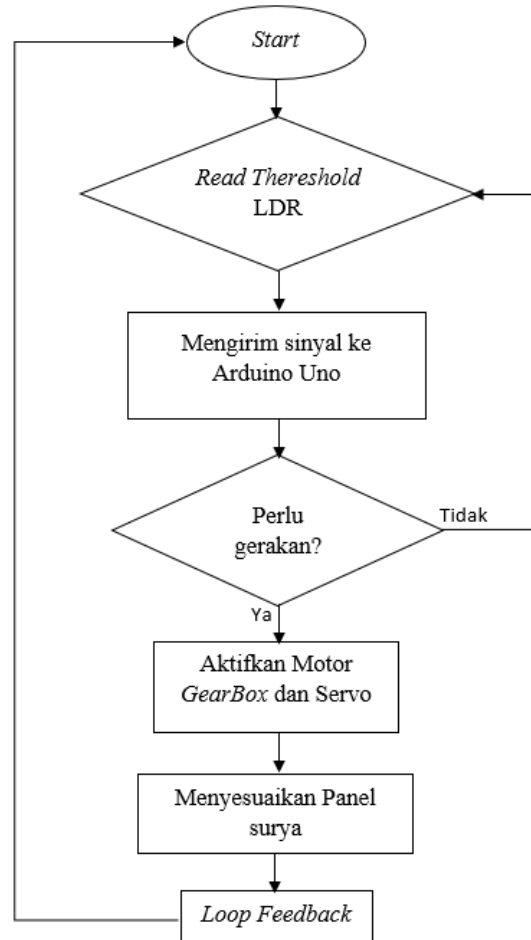 Start
Read Thereshold
LDR
Mengirim sinyal ke
Arduino Uno
Perlu
gerakan?
Tidak
Ya
Aktifkan Motor
GearBox dan Servo
Menyesuaikan Panel
surya
Loop Feedback